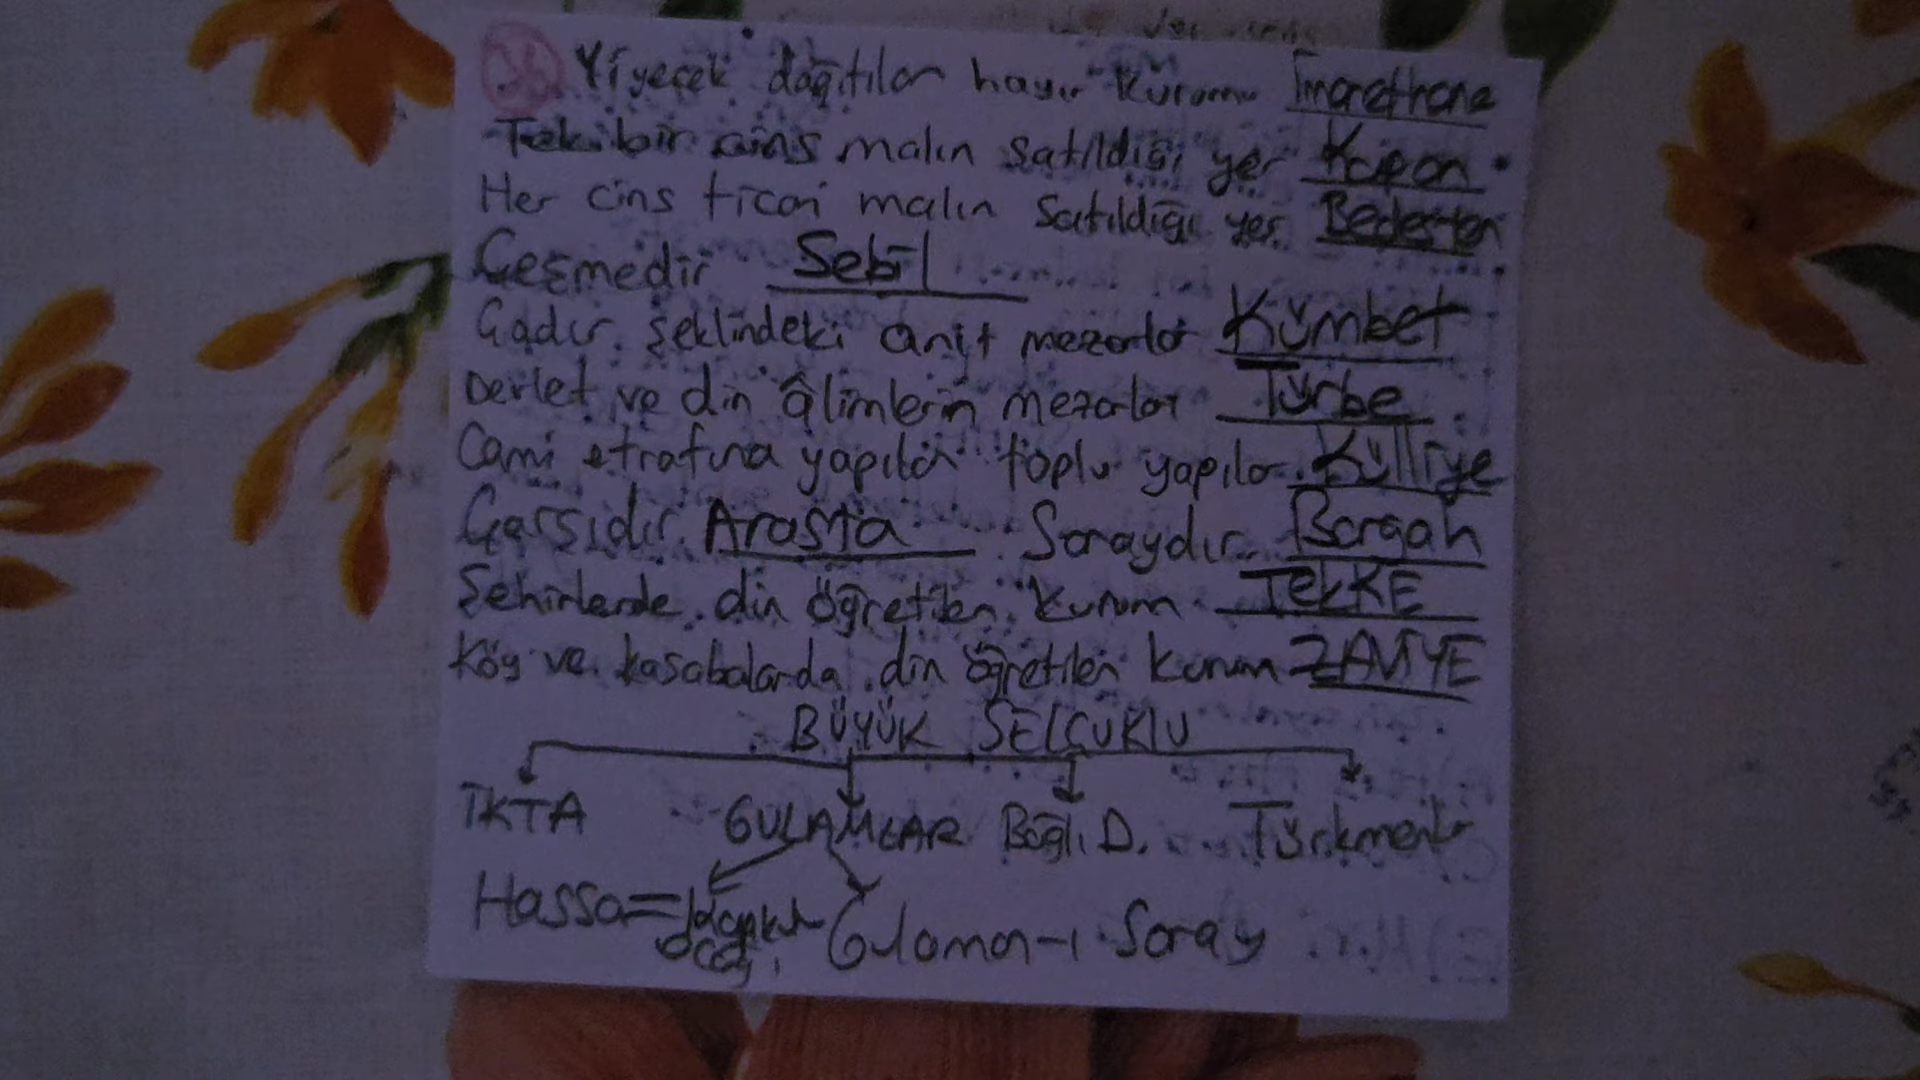 Yiyecek dağıtılan hayır kurumu İmarethane
Tek bir cins malın satıldığı yer Kapan
Her cins ticari malın satıldığı yer Bedesten
Çeşmedir Sebil
Çadır şeklindeki anıt mezarlar Kümbet
Devlet ve din âlimlerin mezarlar Türbe
Cami etrafına yapılan toplu yapılar Külliye
Çarşıdır Arasta Saraydır Bargah
Şehirlerde din öğretilen kurum TEKKE
Köy ve kasabalarda din öğretilen kurum ZAVİYE
BÜYÜK SELÇUKLU
İKTA GULAMLAR Bağlı D. Türkmenler
Hassa= Gulaman-ı Saray
ocağı